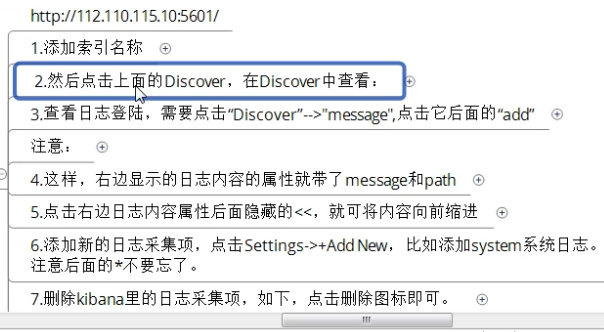 http://112.110.115.10:5601/
1.添加索引名称
2.然后点击上面的Discover，在Discover中查看：
3.查看日志登陆，需要点击“Discover”-->"message",点击它后面的“add”
注意：
4.这样，右边显示的日志内容的属性就带了message和path
5.点击右边日志内容属性后面隐藏的<<，就可将内容向前缩进
6.添加新的日志采集项，点击Settings->+Add New，比如添加system系统日志。
注意后面的*不要忘了。
7.删除kibana里的日志采集项，如下，点击删除图标即可。